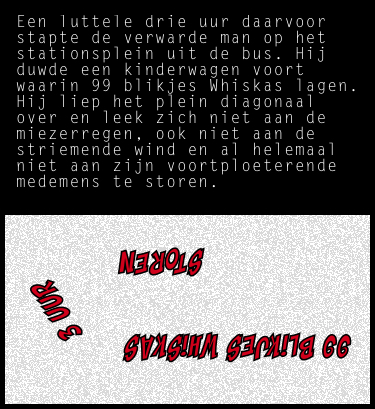 Een luttele drie uur daarvoor
stapte de verwarde man op het
stationsplein uit de bus. Hij
duwde een kinderwagen voort
waarin 99 blikjes Whiskas lagen.
Hij liep het plein diagonaal
over en leek zich niet aan de
miezerregen, ook niet aan de
striemende wind en al helemaal
niet aan zijn voortploeterende
medemens te storen.
STOREN
3 UUR
99 BLIKJES WHISKAS